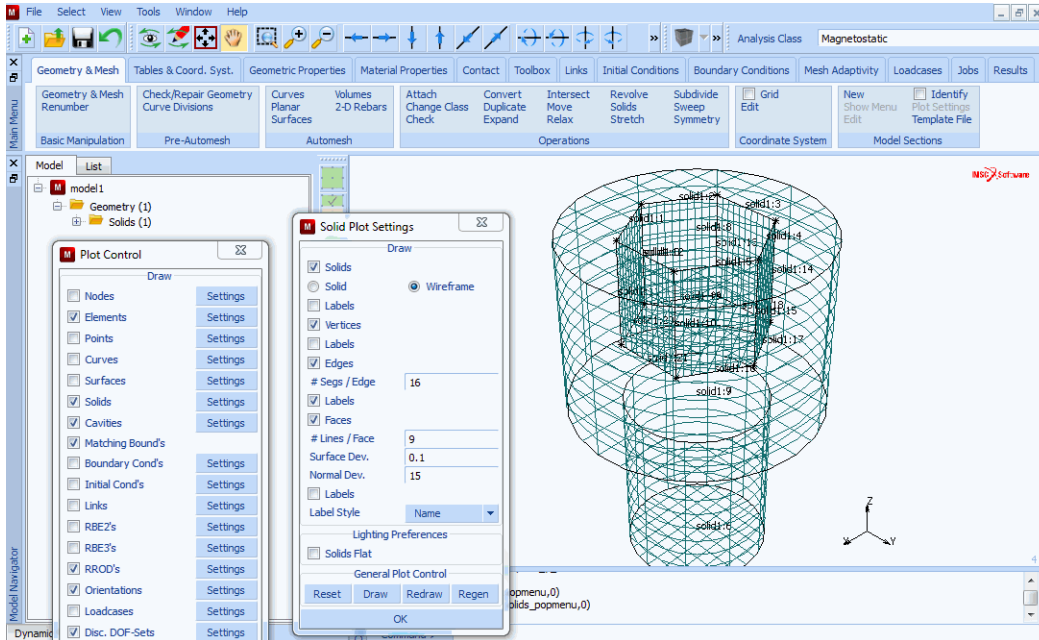 File Select View Tools Window Help
Analysis Class Magnetostatic
Geometry & Mesh Tables & Coord. Syst. Geometric Properties Material Properties Contact Toolbox Links Initial Conditions Boundary Conditions Mesh Adaptivity Loadcases Jobs Results
Main Menu
Geometry & Mesh Check/Repair Geometry Curves Volumes Attach Convert Intersect Revolve Subdivide Grid New Identify
Renumber Curve Divisions Planar 2-D Rebars Change Class Duplicate Move Solids Sweep Edit Show Menu Plot Settings
Surfaces Check Expand Relax Stretch Symmetry Edit Template File
Basic Manipulation Pre-Automesh Automesh Operations Coordinate System Model Sections
Model List
model1
Geometry (1)
Solids (1)
Plot Control
Draw
Nodes Settings
Elements Settings
Points Settings
Curves Settings
Surfaces Settings
Solids Settings
Cavities Settings
Matching Bound's
Boundary Cond's Settings
Initial Cond's Settings
Links Settings
RBE2's Settings
RBE3's Settings
RROD's Settings
Orientations Settings
Loadcases Settings
Disc. DOF-Sets Settings
Solid Plot Settings
Draw
Solids
Solid Wireframe
Labels
Vertices
Labels
Edges
# Segs / Edge 16
Labels
Faces
# Lines / Face 9
Surface Dev. 0.1
Normal Dev. 15
Labels
Label Style Name
Lighting Preferences
Solids Flat
General Plot Control
Reset Draw Redraw Regen
OK
MSC Software
solid1:2
solid1:3
solid1:1
solid1:8
solid1:4
solid1:14
solid1:15
solid1:17
solid1:9
solid1:6
Z
X Y
4
Model Navigator
popmenu,0)
olids_popmenu,0)
Dynamic
Command >